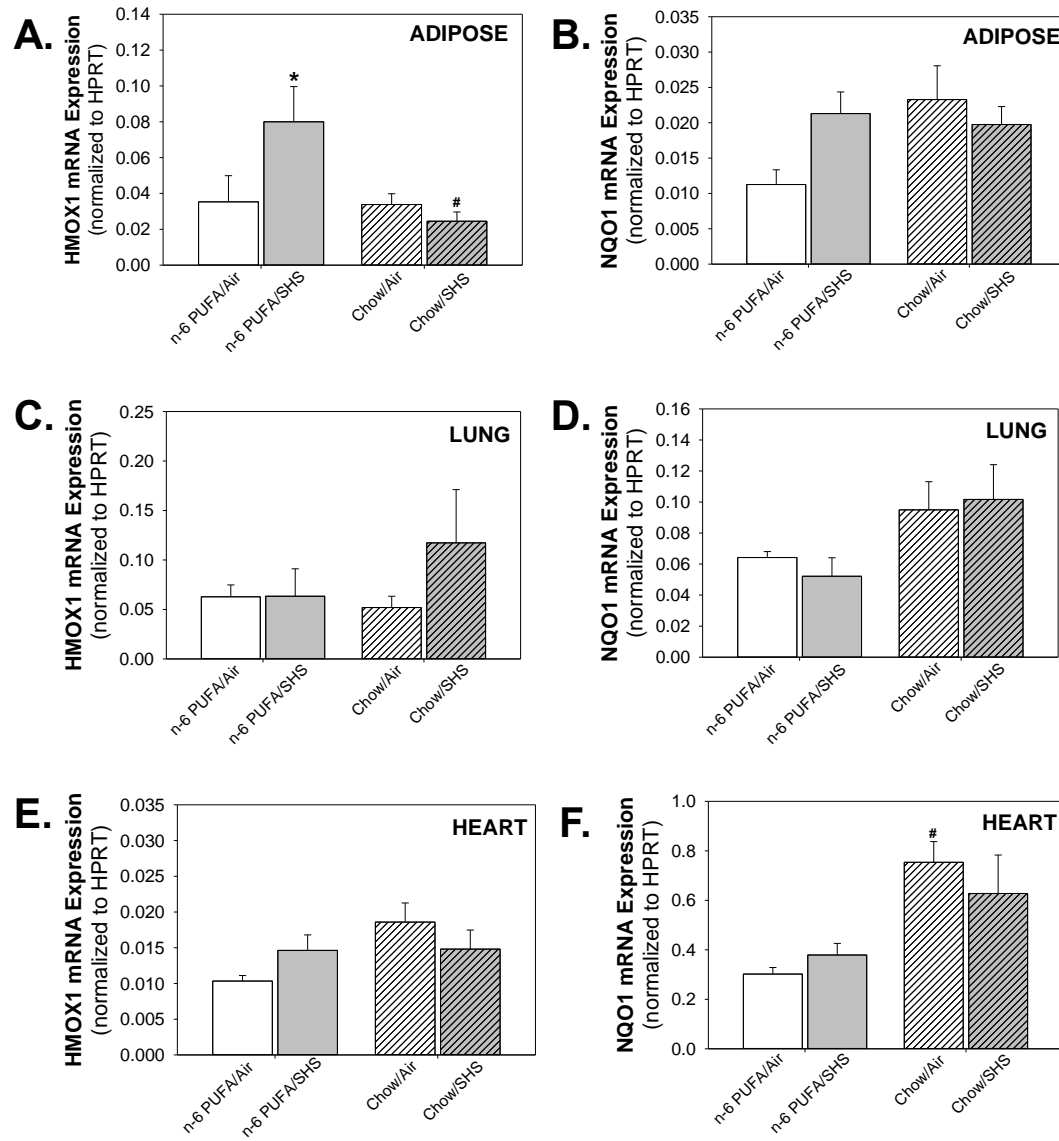 A.
HMOX1 mRNA Expression
(normalized to HPRT)
ADIPOSE
0.14
0.12
0.10
0.08
0.06
0.04
0.02
0.00
*
#
n-6 PUFA/Air
n-6 PUFA/SHS
Chow/Air
Chow/SHS
B.
NQO1 mRNA Expression
(normalized to HPRT)
ADIPOSE
0.035
0.030
0.025
0.020
0.015
0.010
0.005
0.000
n-6 PUFA/Air
n-6 PUFA/SHS
Chow/Air
Chow/SHS
C.
HMOX1 mRNA Expression
(normalized to HPRT)
LUNG
0.25
0.20
0.15
0.10
0.05
0.00
n-6 PUFA/Air
n-6 PUFA/SHS
Chow/Air
Chow/SHS
D.
NQO1 mRNA Expression
(normalized to HPRT)
LUNG
0.16
0.14
0.12
0.10
0.08
0.06
0.04
0.02
0.00
n-6 PUFA/Air
n-6 PUFA/SHS
Chow/Air
Chow/SHS
E.
HMOX1 mRNA Expression
(normalized to HPRT)
HEART
0.035
0.030
0.025
0.020
0.015
0.010
0.005
0.000
n-6 PUFA/Air
n-6 PUFA/SHS
Chow/Air
Chow/SHS
F.
NQO1 mRNA Expression
(normalized to HPRT)
HEART
1.0
0.8
0.6
0.4
0.2
0.0
#
n-6 PUFA/Air
n-6 PUFA/SHS
Chow/Air
Chow/SHS